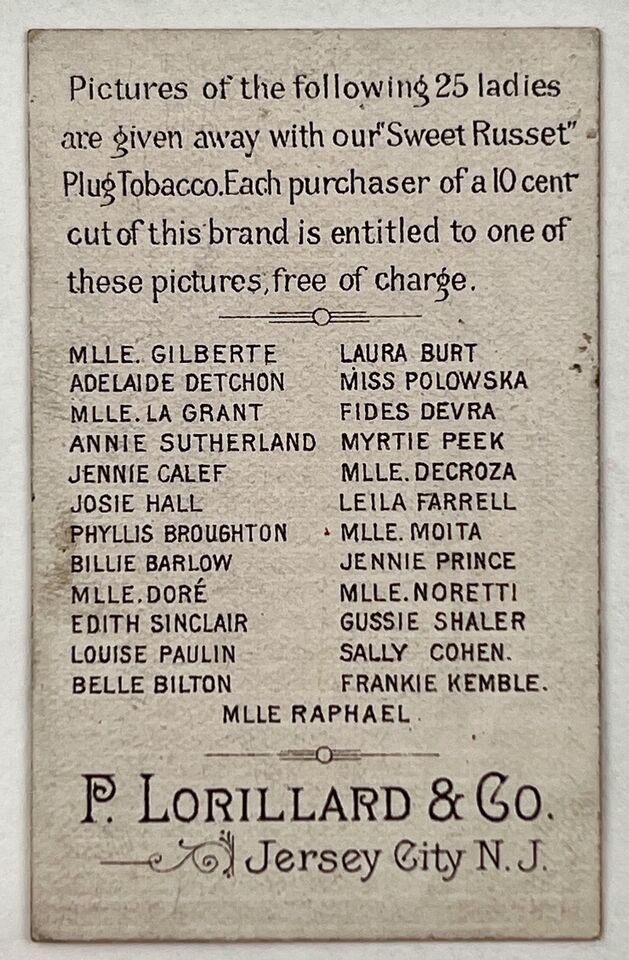 Pictures of the following 25 ladies
are given away with our "Sweet Russet"
Plug Tobacco. Each purchaser of a 10 cent
cut of this brand is entitled to one of
these pictures, free of charge.
MLLE. GILBERTE
ADELAIDE DETCHON
MLLE. LA GRANT
ANNIE SUTHERLAND
JENNIE CALEF
JOSIE HALL
PHYLLIS BROUGHTON
BILLIE BARLOW
MLLE. DORÉ
EDITH SINCLAIR
LOUISE PAULIN
BELLE BILTON
LAURA BURT
MISS POLOWSKA
FIDES DEVRA
MYRTIE PEEK
MLLE. DECROZA
LEILA FARRELL
MLLE. MOITA
JENNIE PRINCE
MLLE. NORETTI
GUSSIE SHALER
SALLY COHEN.
FRANKIE KEMBLE.
MLLE RAPHAEL.
P. LORILLARD & CO.
Jersey City N. J.